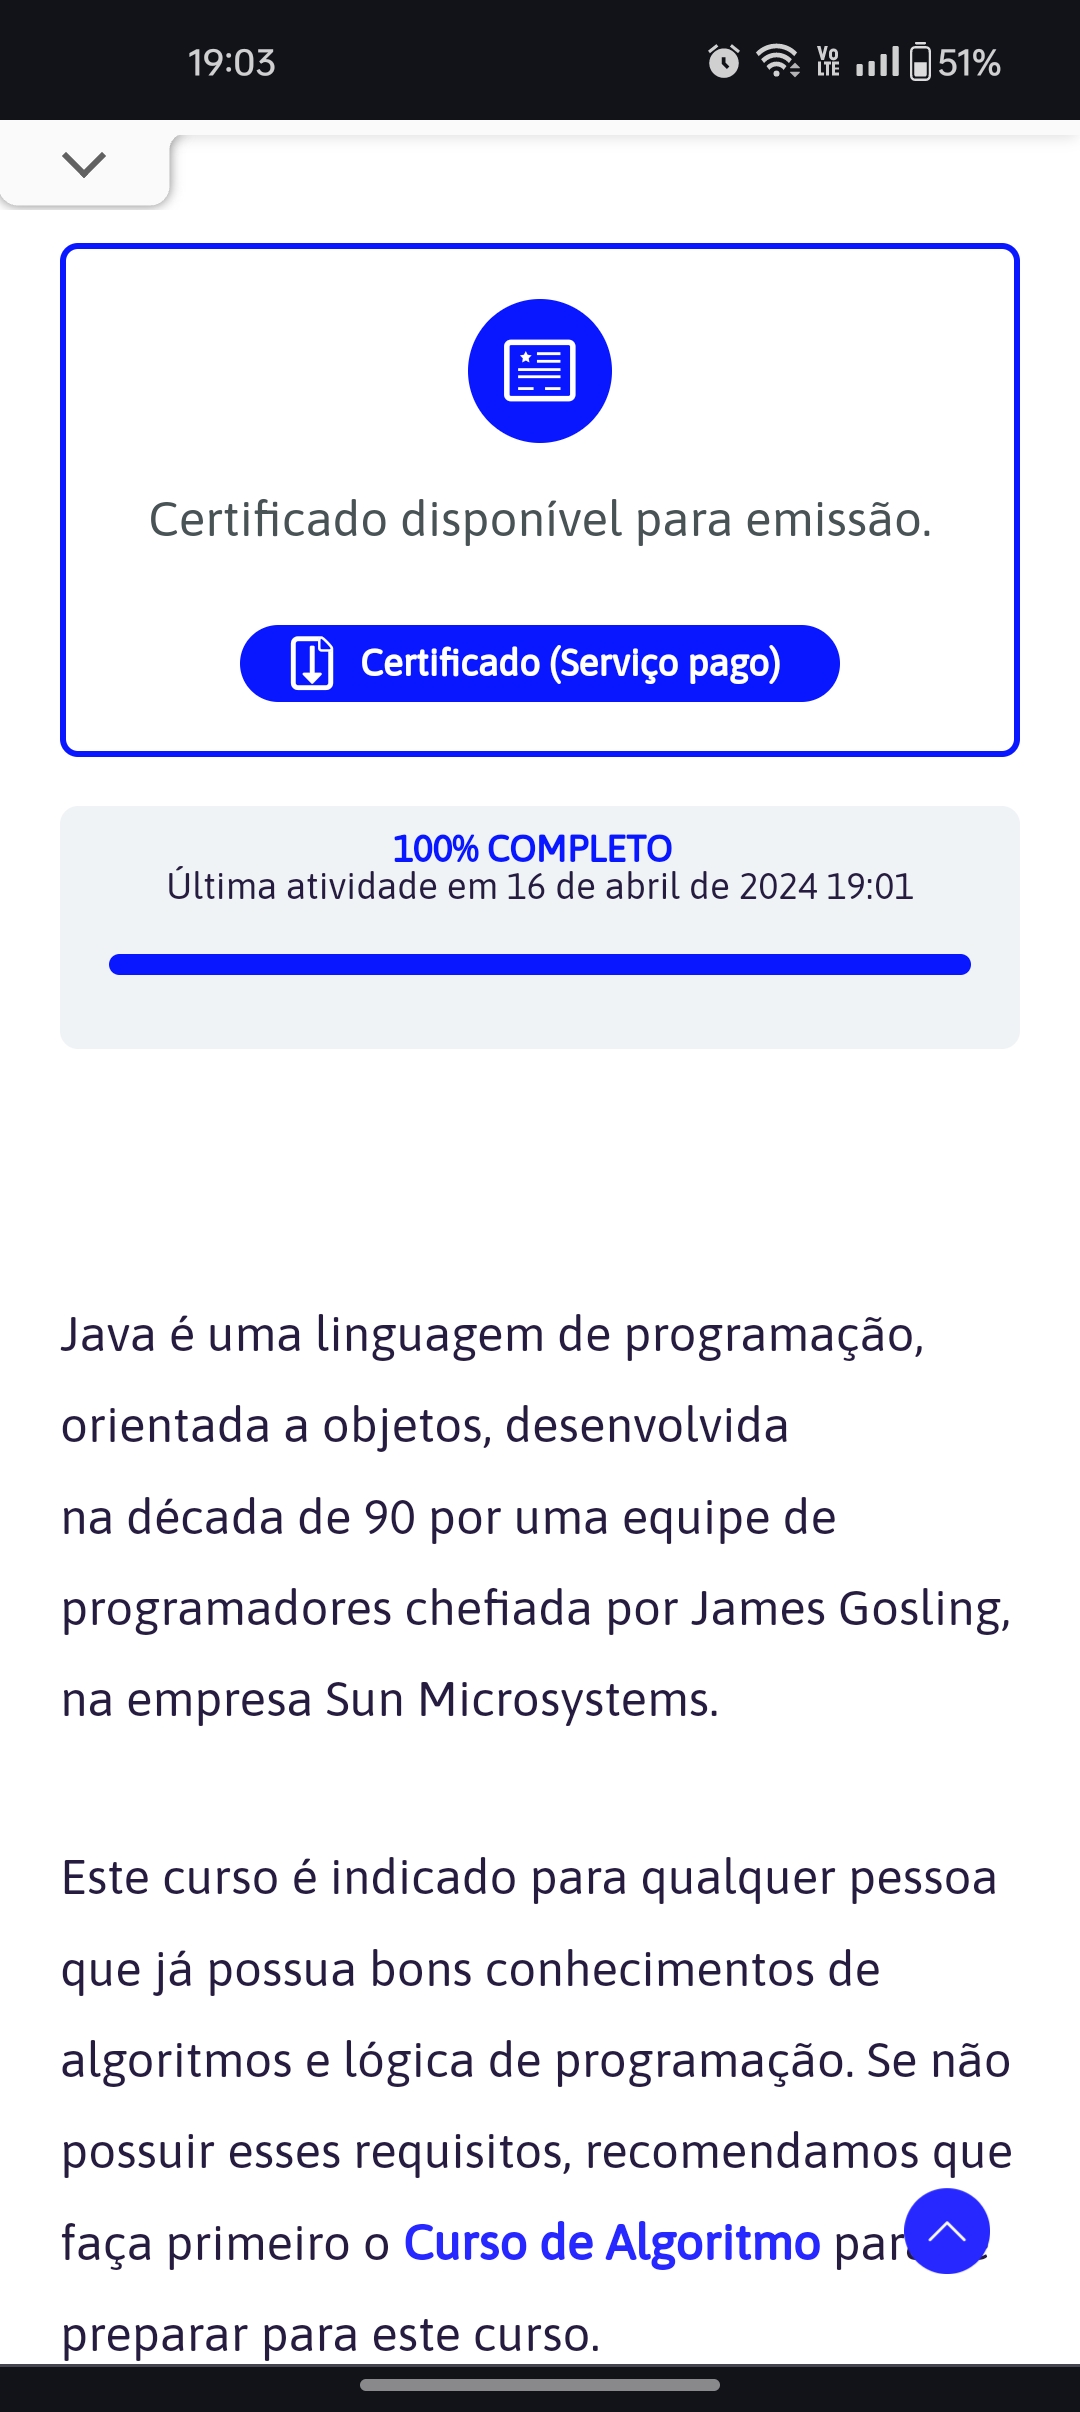 19:03
Vo LTE 51%
Certificado disponível para emissão.
Certificado (Serviço pago)
100% COMPLETO
Última atividade em 16 de abril de 2024 19:01
Java é uma linguagem de programação,
orientada a objetos, desenvolvida
na década de 90 por uma equipe de
programadores chefiada por James Gosling,
na empresa Sun Microsystems.
Este curso é indicado para qualquer pessoa
que já possua bons conhecimentos de
algoritmos e lógica de programação. Se não
possuir esses requisitos, recomendamos que
faça primeiro o Curso de Algoritmo
preparar para este curso.